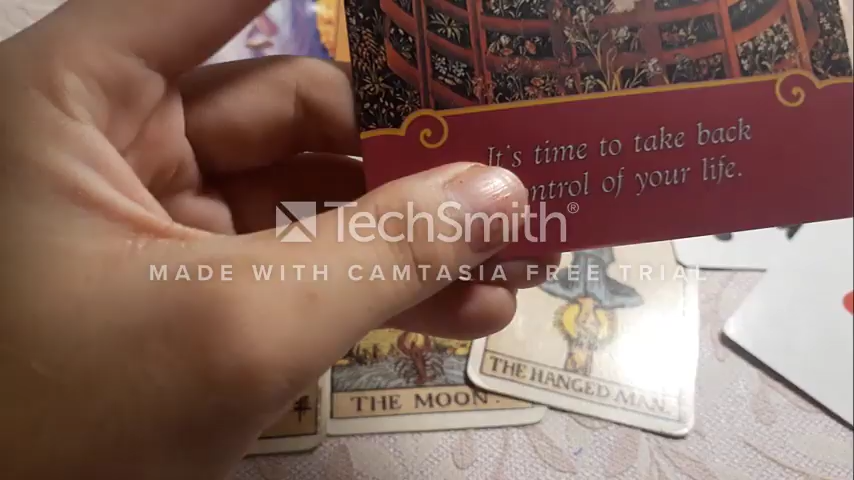 It's time to take back
ntrol of your life.
TechSmith®
MADE WITH CAMTASIA FREE TRIAL
THE MOON.
THE HANGED MAN.